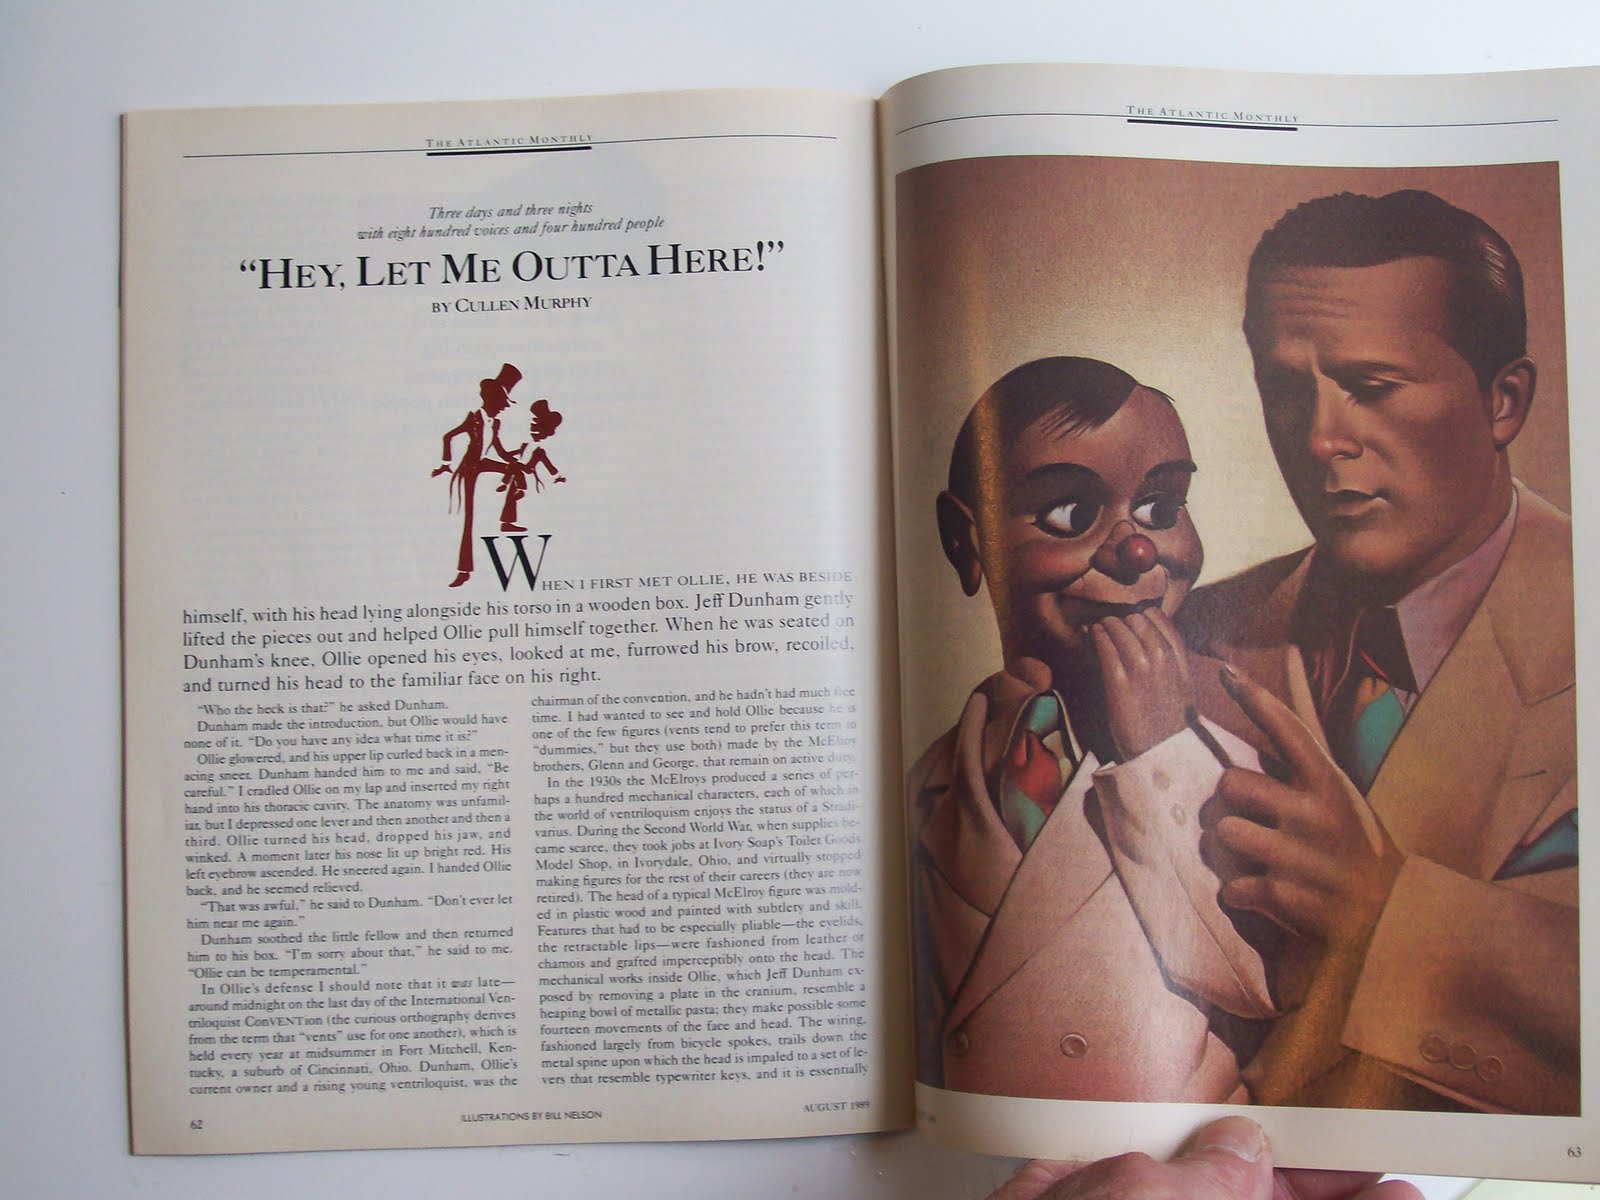 THE ATLANTIC MONTHLY
Three days and three nights
with eight hundred voices and four hundred people
“HEY, LET ME OUTTA HERE!”
BY CULLEN MURPHY
WHEN I FIRST MET OLLIE, HE WAS BESIDE
himself, with his head lying alongside his torso in a wooden box. Jeff Dunham gently
lifted the pieces out and helped Ollie pull himself together. When he was seated on
Dunham’s knee, Ollie opened his eyes, looked at me, furrowed his brow, recoiled,
and turned his head to the familiar face on his right.
“Who the heck is that?” he asked Dunham.
Dunham made the introduction, but Ollie would have
none of it. “Do you have any idea what time it is?”
Ollie glowered, and his upper lip curled back in a men-
acing sneer. Dunham handed him to me and said, “Be
careful.” I cradled Ollie on my lap and inserted my right
hand into his thoracic cavity. The anatomy was unfamil-
iar, but I depressed one lever and then another and then a
third. Ollie turned his head, dropped his jaw, and
winked. A moment later his nose lit up bright red. His
left eyebrow ascended. He sneered again. I handed Ollie
back, and he seemed relieved.
“That was awful,” he said to Dunham. “Don’t ever let
him near me again.”
Dunham soothed the little fellow and then returned
him to his box. “I’m sorry about that,” he said to me.
“Ollie can be temperamental.”
In Ollie’s defense I should note that it was late—
around midnight on the last day of the International Ven-
triloquist ConVENTion (the curious orthography derives
from the term that “vents” use for one another), which is
held every year at midsummer in Fort Mitchell, Ken-
tucky, a suburb of Cincinnati, Ohio. Dunham, Ollie’s
current owner and a rising young ventriloquist, was the
chairman of the convention, and he hadn’t had much free
time. I had wanted to see and hold Ollie because he is
one of the few figures (vents tend to prefer this term to
“dummies,” but they use both) made by the McElroy
brothers, Glenn and George, that remain on active duty.
In the 1930s the McElroys produced a series of per-
haps a hundred mechanical characters, each of which in
the world of ventriloquism enjoys the status of a Stradi-
varius. During the Second World War, when supplies be-
came scarce, they took jobs at Ivory Soap’s Toilet Goods
Model Shop, in Ivorydale, Ohio, and virtually stopped
making figures for the rest of their careers (they are now
retired). The head of a typical McElroy figure was mold-
ed in plastic wood and painted with subtlety and skill.
Features that had to be especially pliable—the eyelids,
the retractable lips—were fashioned from leather or
chamois and grafted imperceptibly onto the head. The
mechanical works inside Ollie, which Jeff Dunham ex-
posed by removing a plate in the cranium, resemble a
heaping bowl of metallic pasta; they make possible some
fourteen movements of the face and head. The wiring,
fashioned largely from bicycle spokes, trails down the
metal spine upon which the head is impaled to a set of le-
vers that resemble typewriter keys, and it is essentially
62
ILLUSTRATIONS BY BILL NELSON
AUGUST 1989
THE ATLANTIC MONTHLY
63